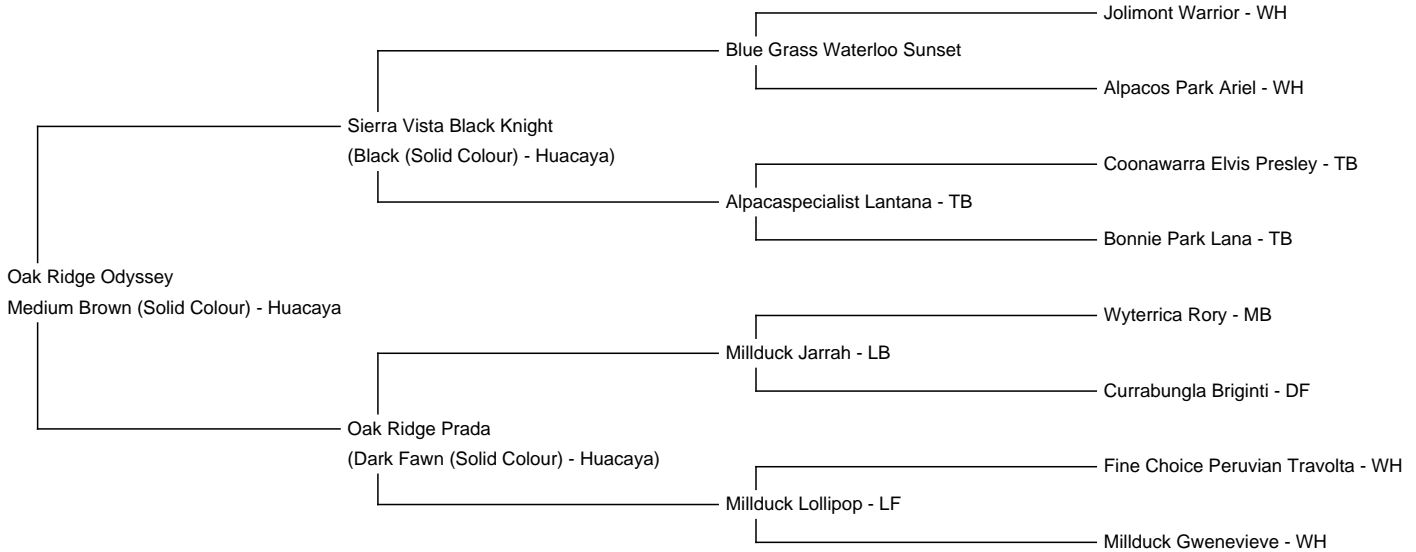 Jolimont Warrior - WH
Blue Grass Waterloo Sunset
Alpacos Park Ariel - WH
Sierra Vista Black Knight
(Black (Solid Colour) - Huacaya)
Coonawarra Elvis Presley - TB
Alpacaspecialist Lantana - TB
Bonnie Park Lana - TB
Oak Ridge Odyssey
Medium Brown (Solid Colour) - Huacaya
Wyterrica Rory - MB
Millduck Jarrah - LB
Currabungla Briginti - DF
Oak Ridge Prada
(Dark Fawn (Solid Colour) - Huacaya)
Fine Choice Peruvian Travolta - WH
Millduck Lollipop - LF
Millduck Gwenevieve - WH